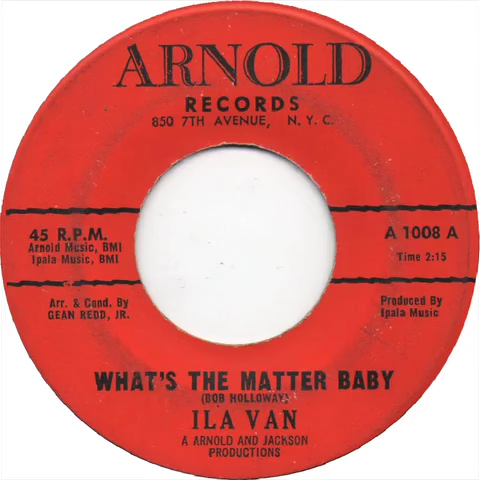 ARNOLD
RECORDS
850 7TH AVENUE, N. Y. C.
45 R.P.M.
Arnold Music, BMI
Ipala Music, BMI
A 1008 A
Time 2:15
Arr. & Cond. By
GEAN REDD, JR.
Produced By
Ipala Music
WHAT'S THE MATTER BABY
(BOB HOLLOWAY)
ILA VAN
A ARNOLD AND JACKSON
PRODUCTIONS